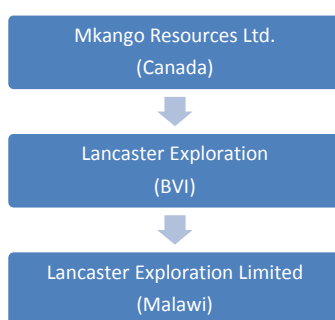 Mkango Resources Ltd.
(Canada)
Lancaster Exploration
(BVI)
Lancaster Exploration Limited
(Malawi)